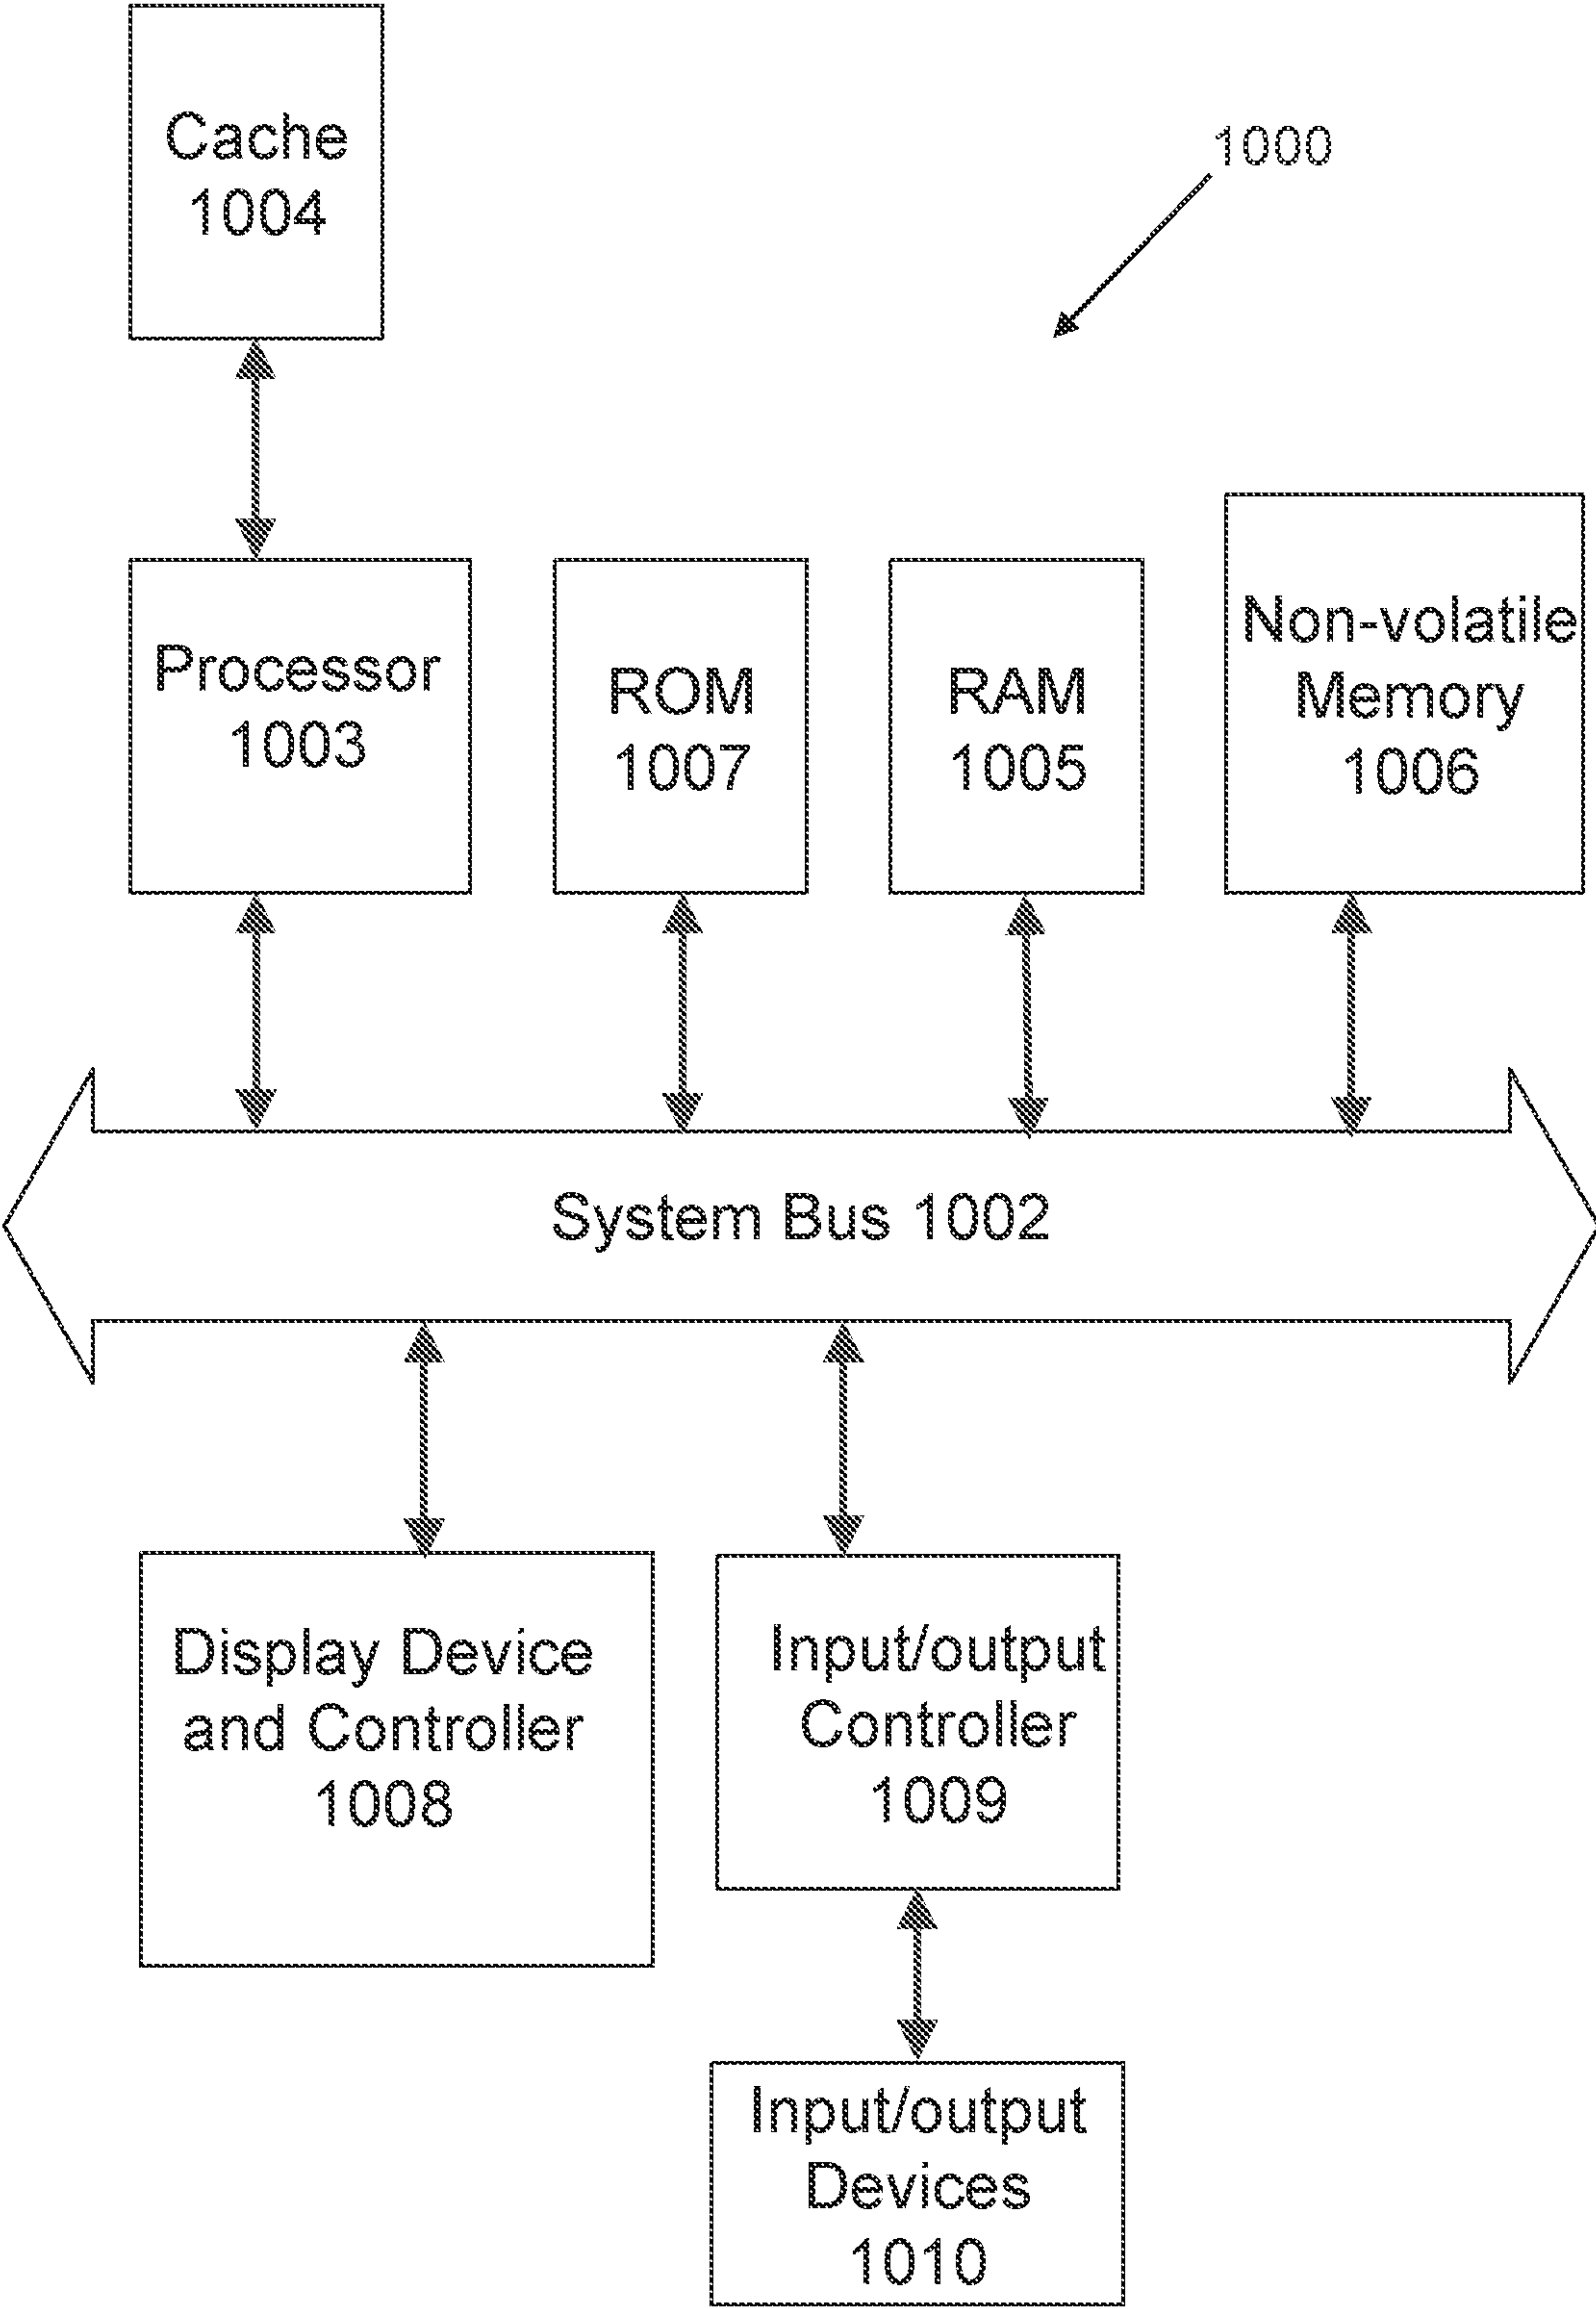 Cache
1004
1000
Processor
1003
ROM
1007
RAM
1005
Non-volatile
Memory
1006
System Bus 1002
Display Device
and Controller
1008
Input/output
Controller
1009
Input/output
Devices
1010